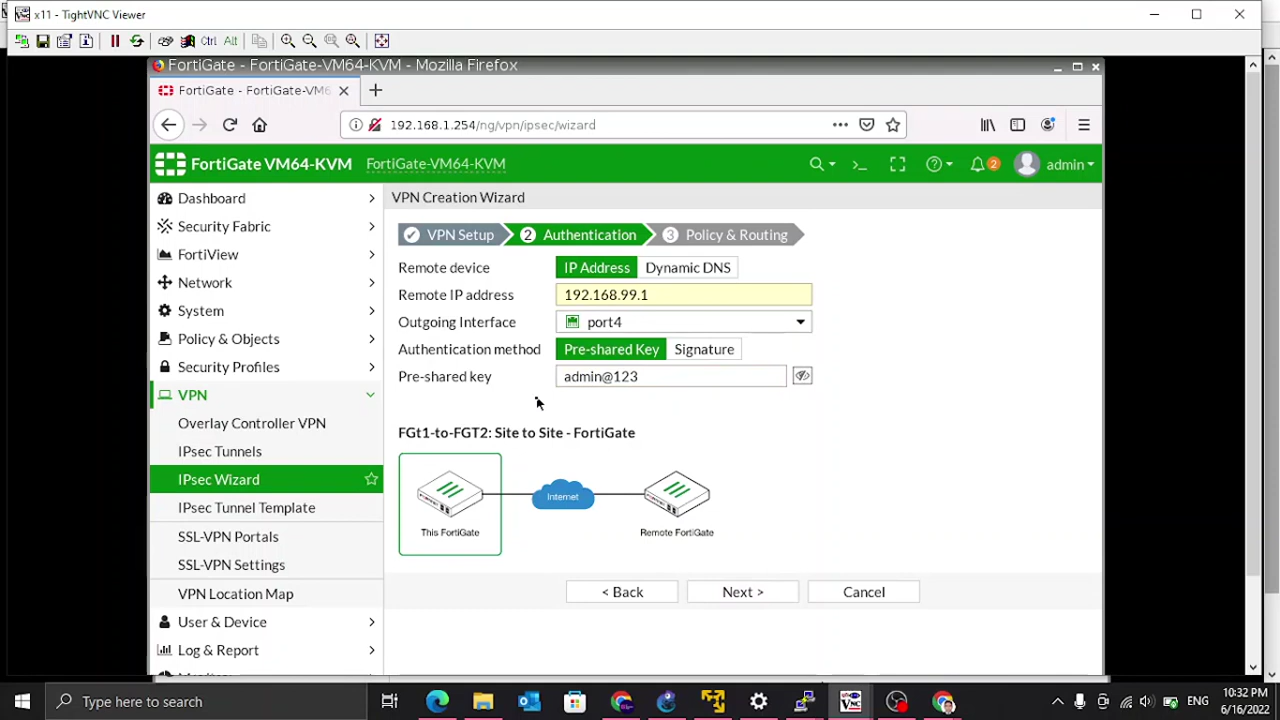 x11 - TightVNC Viewer
Ctrl Alt
FortiGate - FortiGate-VM64-KVM - Mozilla Firefox
FortiGate - FortiGate-VM6
192.168.1.254/ng/vpn/ipsec/wizard
FortiGate VM64-KVM FortiGate-VM64-KVM 2 admin
Dashboard
Security Fabric
FortiView
Network
System
Policy & Objects
Security Profiles
VPN
Overlay Controller VPN
IPsec Tunnels
IPsec Wizard
IPsec Tunnel Template
SSL-VPN Portals
SSL-VPN Settings
VPN Location Map
User & Device
Log & Report
VPN Creation Wizard
VPN Setup 2 Authentication 3 Policy & Routing
Remote device IP Address Dynamic DNS
Remote IP address 192.168.99.1
Outgoing Interface port4
Authentication method Pre-shared Key Signature
Pre-shared key admin@123
FGt1-to-FGT2: Site to Site - FortiGate
Internet
This FortiGate Remote FortiGate
< Back Next > Cancel
Type here to search
ENG
10:32 PM
6/16/2022